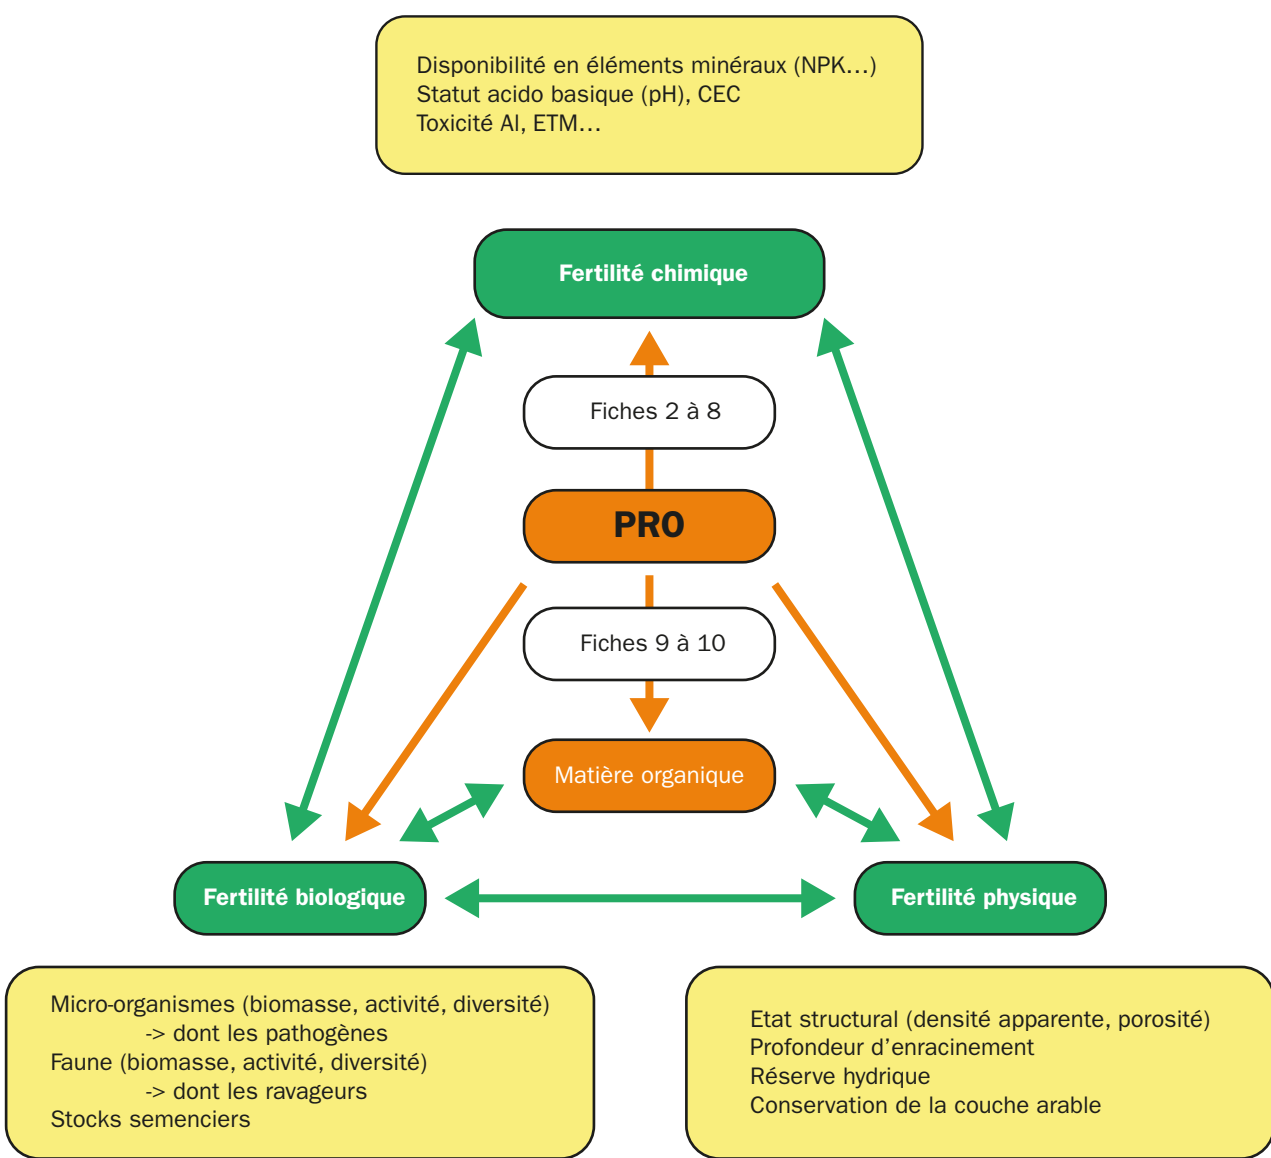 Disponibilité en éléments minéraux (NPK…)
Statut acido basique (pH), CEC
Toxicité Al, ETM…
Fertilité chimique
Fiches 2 à 8
PRO
Fiches 9 à 10
Matière organique
Fertilité biologique
Fertilité physique
Micro-organismes (biomasse, activité, diversité)
-> dont les pathogènes
Faune (biomasse, activité, diversité)
-> dont les ravageurs
Stocks semenciers
Etat structural (densité apparente, porosité)
Profondeur d’enracinement
Réserve hydrique
Conservation de la couche arable